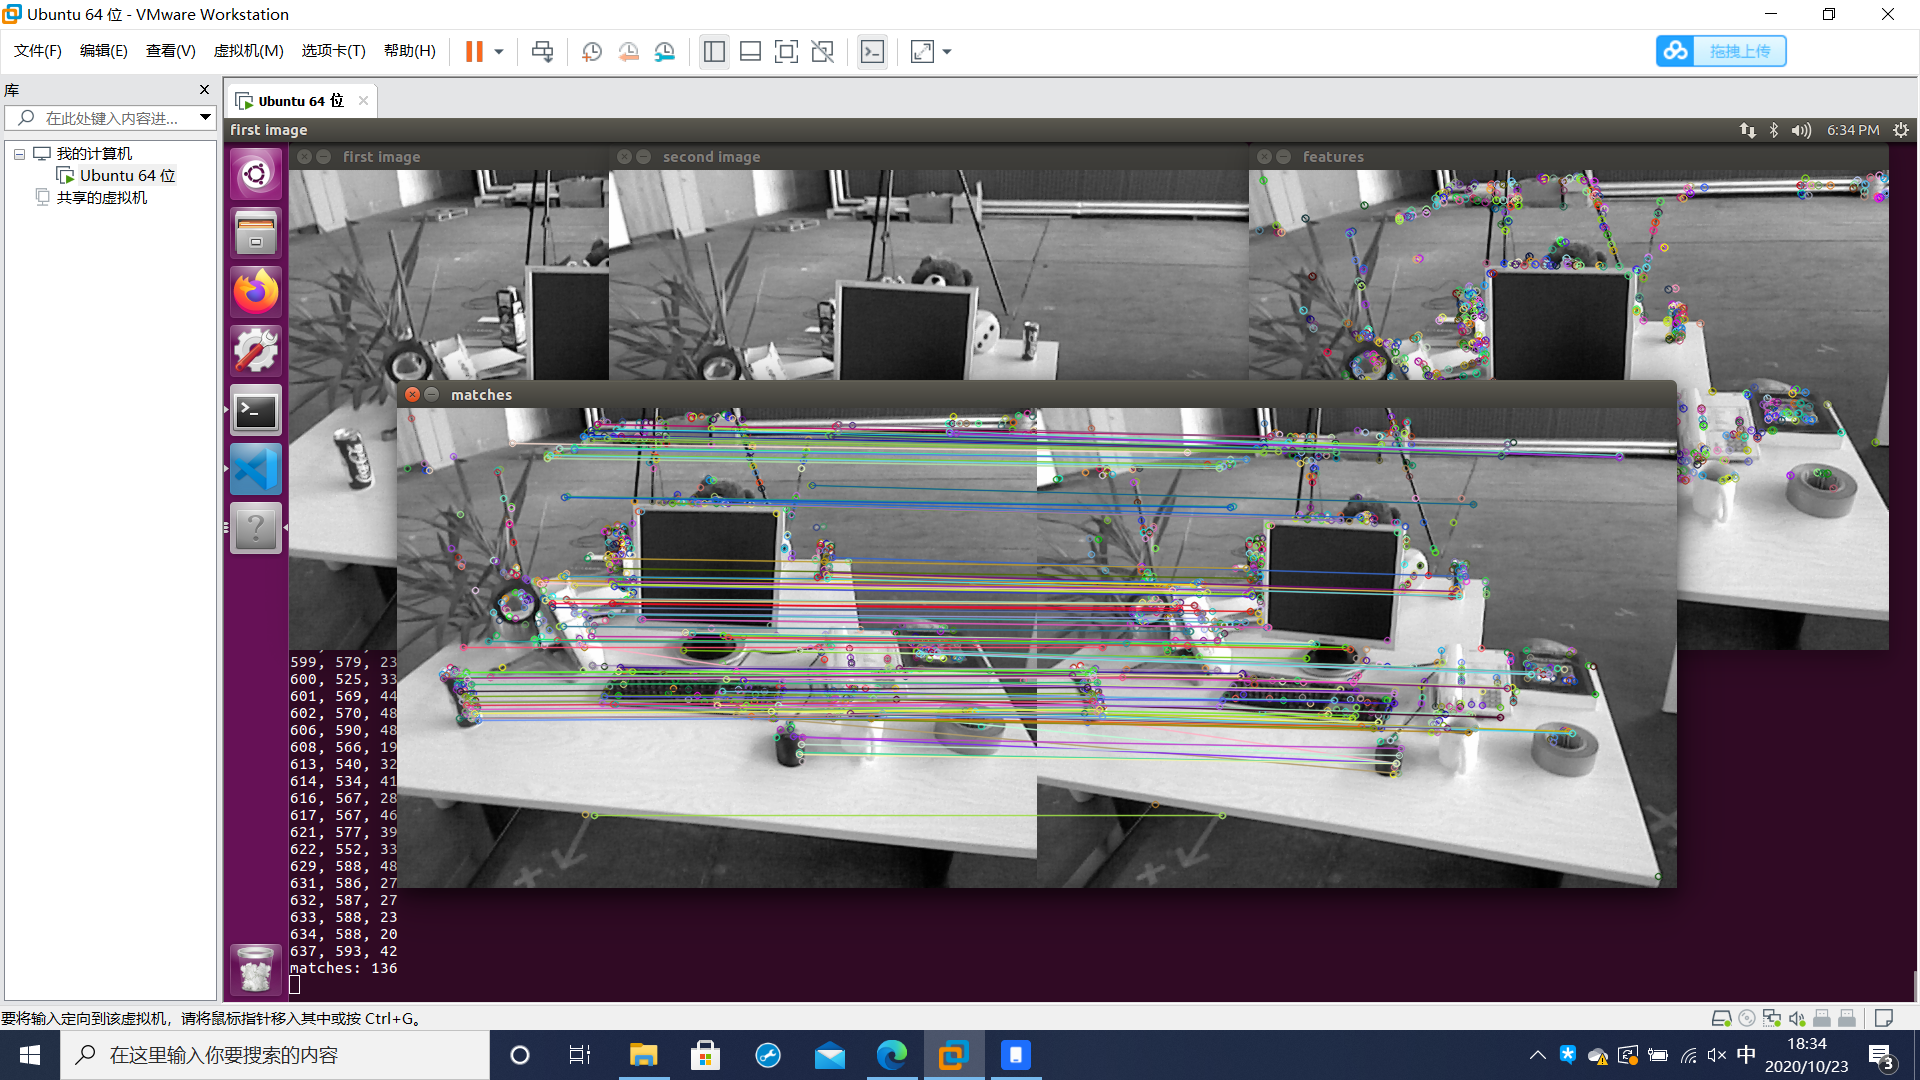 Ubuntu 64 位 - VMware Workstation
文件(F) 编辑(E) 查看(V) 虚拟机(M) 选项卡(T) 帮助(H)
拖拽上传
库
在此处键入内容进...
我的计算机
Ubuntu 64 位
共享的虚拟机
Ubuntu 64 位
first image
6:34 PM
first image
second image
features
matches
599, 579, 23
600, 525, 33
601, 569, 44
602, 570, 48
606, 590, 48
608, 566, 19
613, 540, 32
614, 534, 41
616, 567, 28
617, 567, 46
621, 577, 39
622, 552, 33
629, 588, 48
631, 586, 27
632, 587, 27
633, 588, 23
634, 588, 20
637, 593, 42
matches: 136
要将输入定向到该虚拟机，请将鼠标指针移入其中或按 Ctrl+G。
在这里输入你要搜索的内容
中
18:34
2020/10/23
3